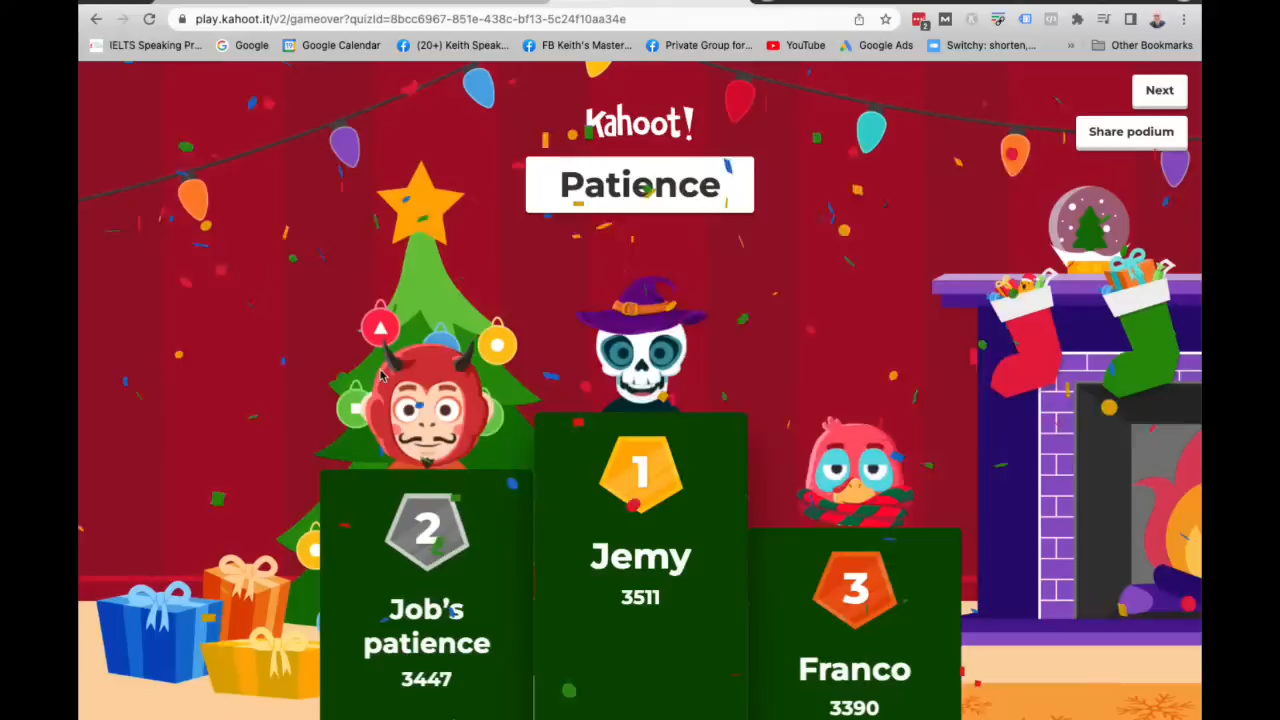 play.kahoot.it/v2/gameover?quizId=8bcc6967-851e-438c-bf13-5c24f10aa34e
2
IELTS Speaking Pr...
Google
Google Calendar
(20+) Keith Speak...
FB Keith's Master...
Private Group for...
YouTube
Google Ads
Switchy: shorten,...
»
Other Bookmarks
Next
Kahoot!
Share podium
Patience
1
Jemy
3511
2
Job's
patience
3447
3
Franco
3390